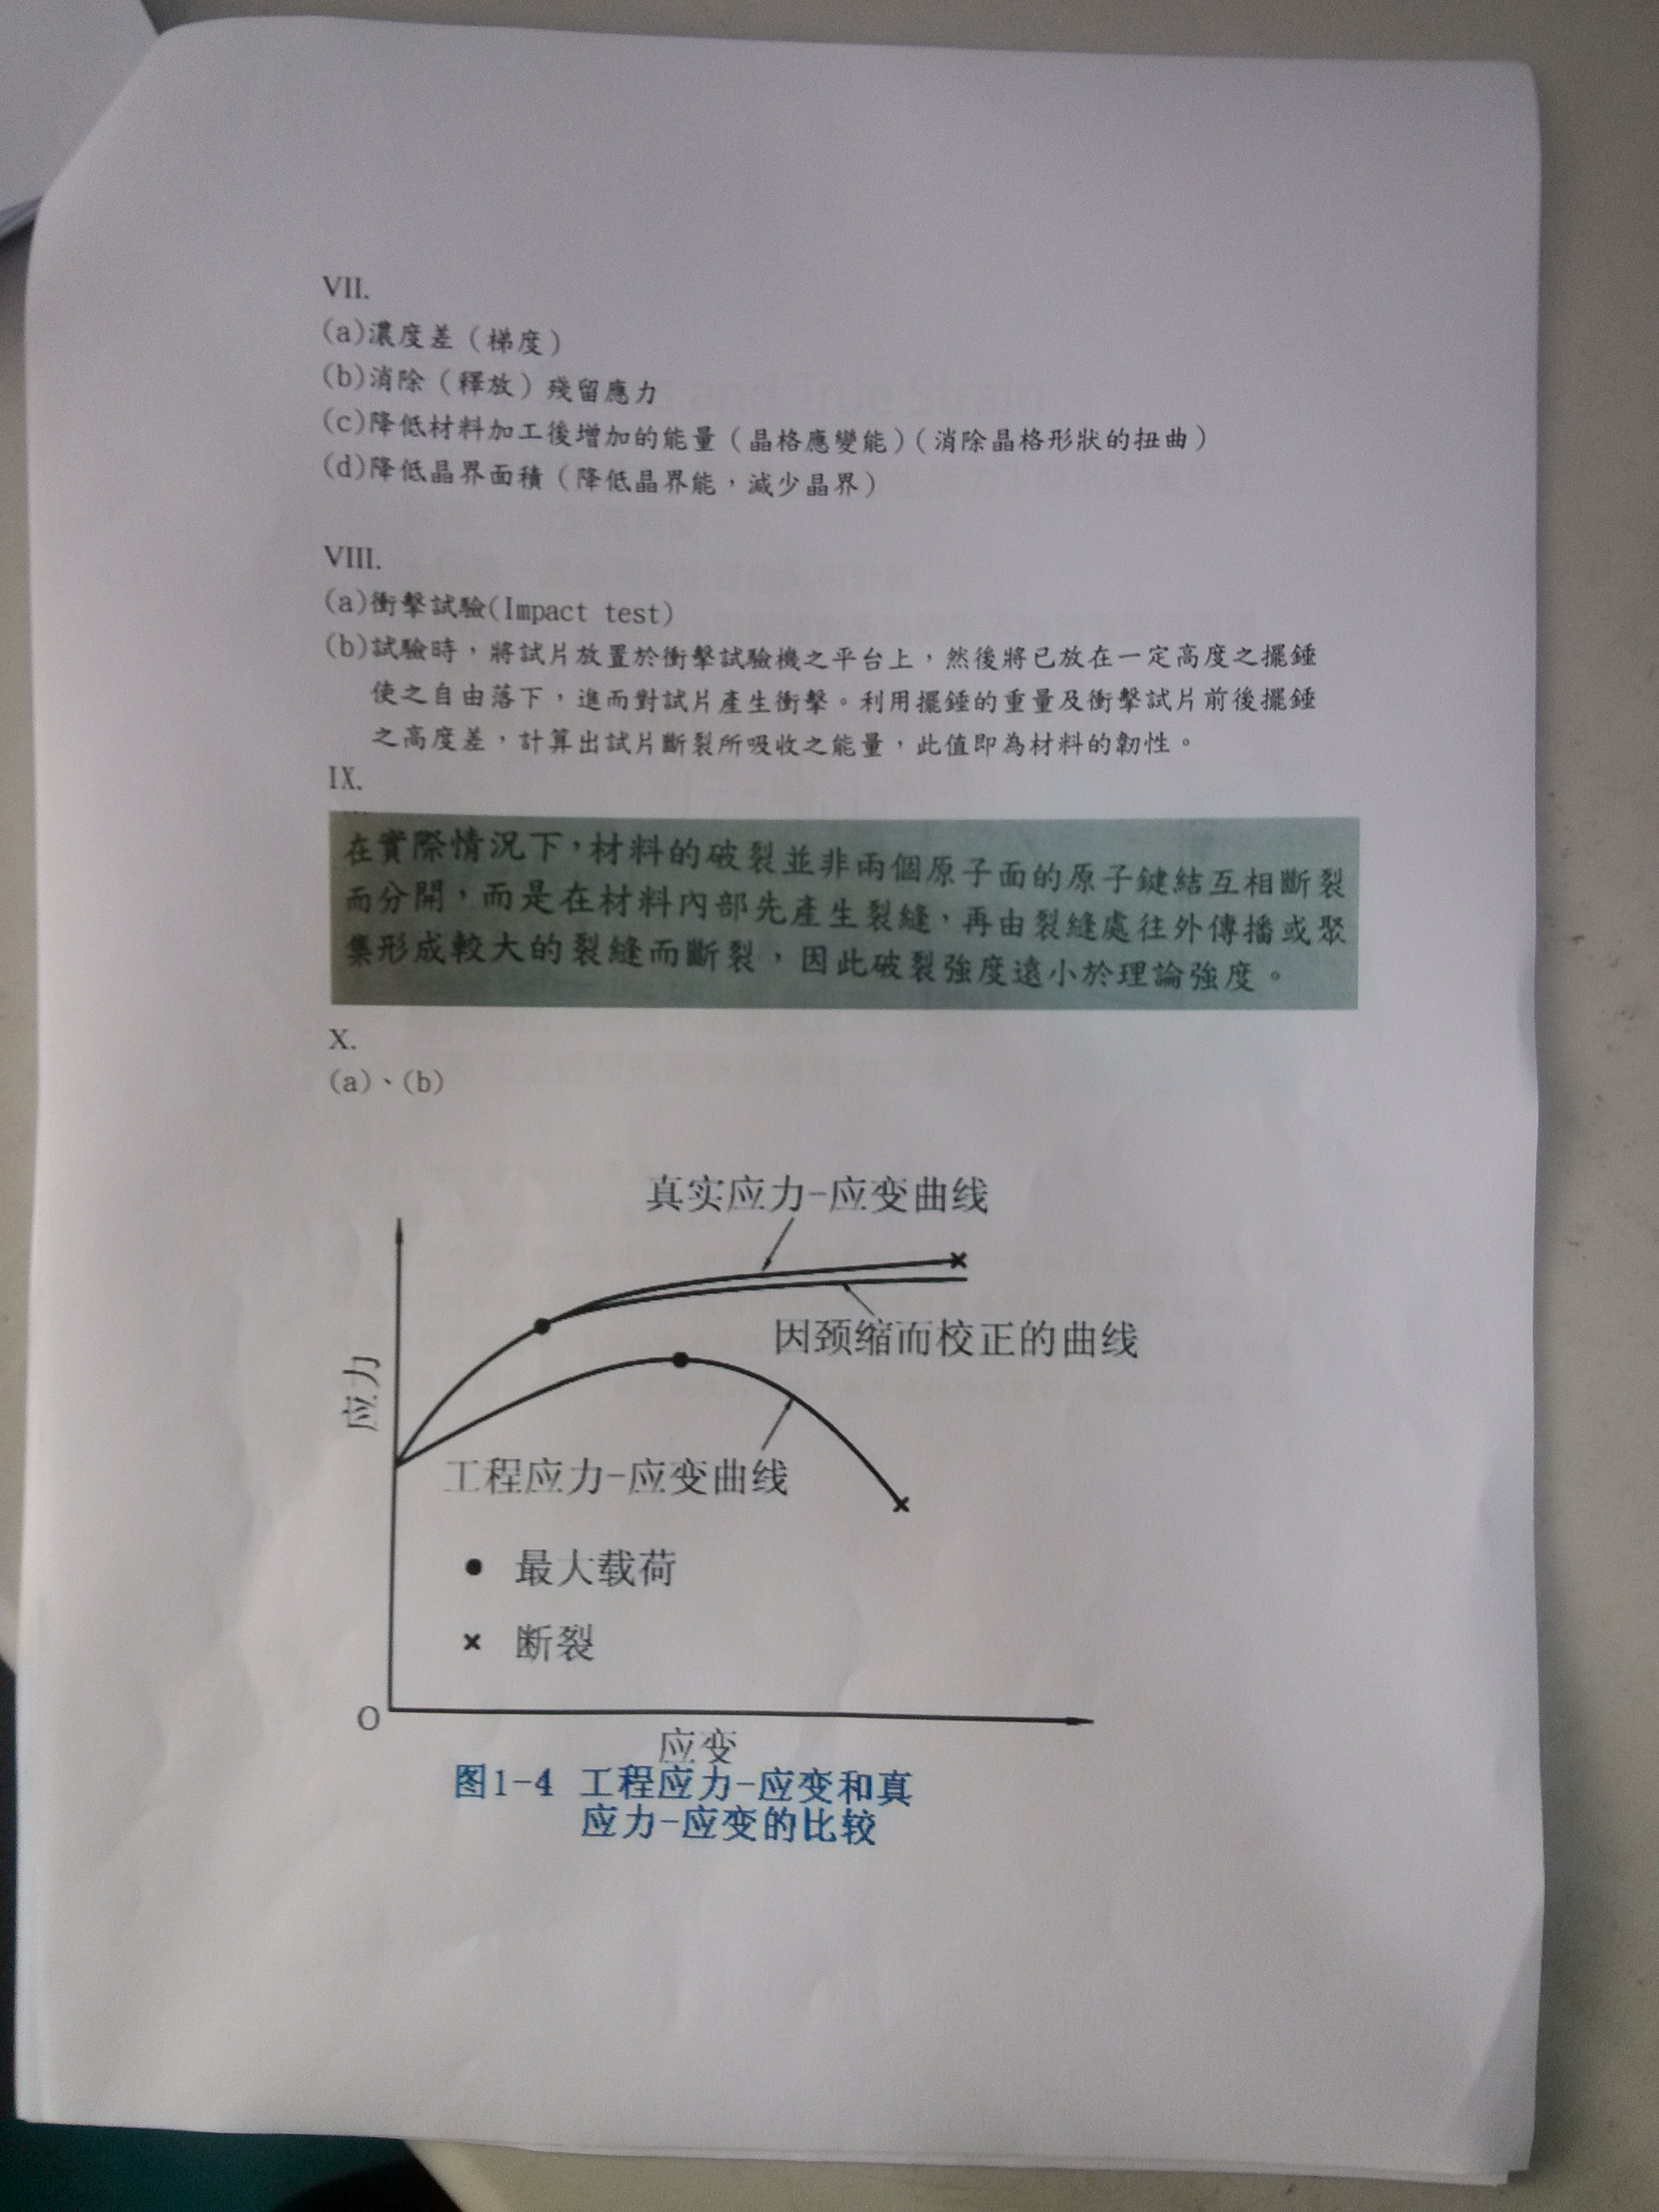 VII.
(a)濃度差（梯度）
(b)消除（釋放）殘留應力
(c)降低材料加工後增加的能量（晶格應變能）（消除晶格形狀的扭曲）
(d)降低晶界面積（降低晶界能，減少晶界）
VIII.
(a)衝擊試驗(Impact test)
(b)試驗時，將試片放置於衝擊試驗機之平台上，然後將已放在一定高度之擺錘
使之自由落下，進而對試片產生衝擊。利用擺錘的重量及衝擊試片前後擺錘
之高度差，計算出試片斷裂所吸收之能量，此值即為材料的韌性。
IX.
在實際情況下，材料的破裂並非兩個原子面的原子鍵結互相斷裂
而分開，而是在材料內部先產生裂縫，再由裂縫處往外傳播或聚
集形成較大的裂縫而斷裂，因此破裂強度遠小於理論強度。
X.
(a)、(b)
真实应力-应变曲线
因颈缩而校正的曲线
应力
工程应力-应变曲线
● 最大载荷
× 断裂
O
应变
图1-4 工程应力-应变和真
应力-应变的比较